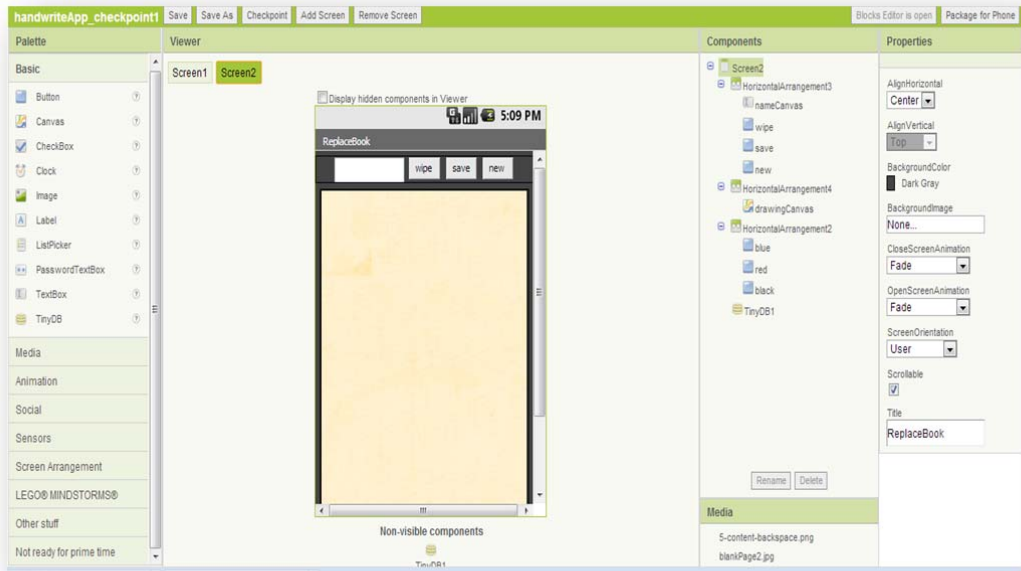 handwriteApp_checkpoint1 Save Save As Checkpoint Add Screen Remove Screen Blocks Editor is open Package for Phone
Palette
Basic
Button
Canvas
CheckBox
Clock
Image
Label
ListPicker
PasswordTextBox
TextBox
TinyDB
Media
Animation
Social
Sensors
Screen Arrangement
LEGO® MINDSTORMS®
Other stuff
Not ready for prime time
Viewer
Screen1 Screen2
Display hidden components in Viewer
5:09 PM
ReplaceBook
wipe save new
Non-visible components
TinyDB1
Components
Screen2
HorizontalArrangement3
nameCanvas
wipe
save
new
HorizontalArrangement4
drawingCanvas
HorizontalArrangement2
blue
red
black
TinyDB1
Rename Delete
Media
5-content-backspace.png
blankPage2.jpg
Properties
AlignHorizontal
Center
AlignVertical
Top
BackgroundColor
Dark Gray
BackgroundImage
None...
CloseScreenAnimation
Fade
OpenScreenAnimation
Fade
ScreenOrientation
User
Scrollable
Title
ReplaceBook